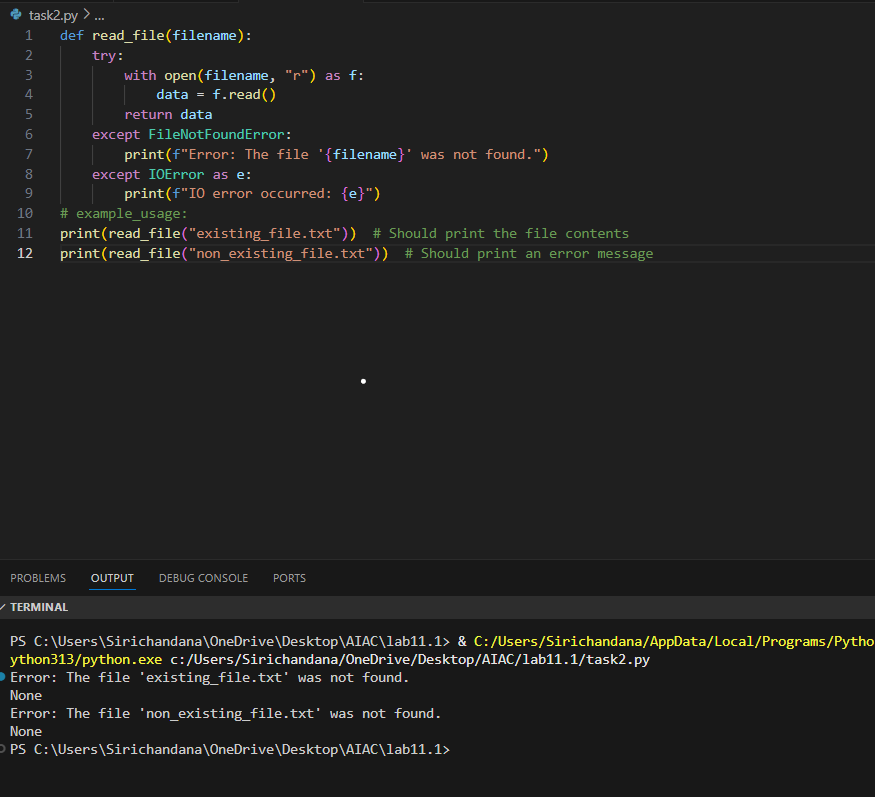 task2.py > ...
1 def read_file(filename):
2     try:
3         with open(filename, "r") as f:
4             data = f.read()
5         return data
6     except FileNotFoundError:
7         print(f"Error: The file '{filename}' was not found.")
8     except IOError as e:
9         print(f"IO error occurred: {e}")
10 # example_usage:
11 print(read_file("existing_file.txt"))  # Should print the file contents
12 print(read_file("non_existing_file.txt"))  # Should print an error message
PROBLEMS OUTPUT DEBUG CONSOLE PORTS
TERMINAL
PS C:\Users\Sirichandana\OneDrive\Desktop\AIAC\lab11.1> & C:/Users/Sirichandana/AppData/Local/Programs/Pytho
ython313/python.exe c:/Users/Sirichandana/OneDrive/Desktop/AIAC/lab11.1/task2.py
Error: The file 'existing_file.txt' was not found.
None
Error: The file 'non_existing_file.txt' was not found.
None
PS C:\Users\Sirichandana\OneDrive\Desktop\AIAC\lab11.1>